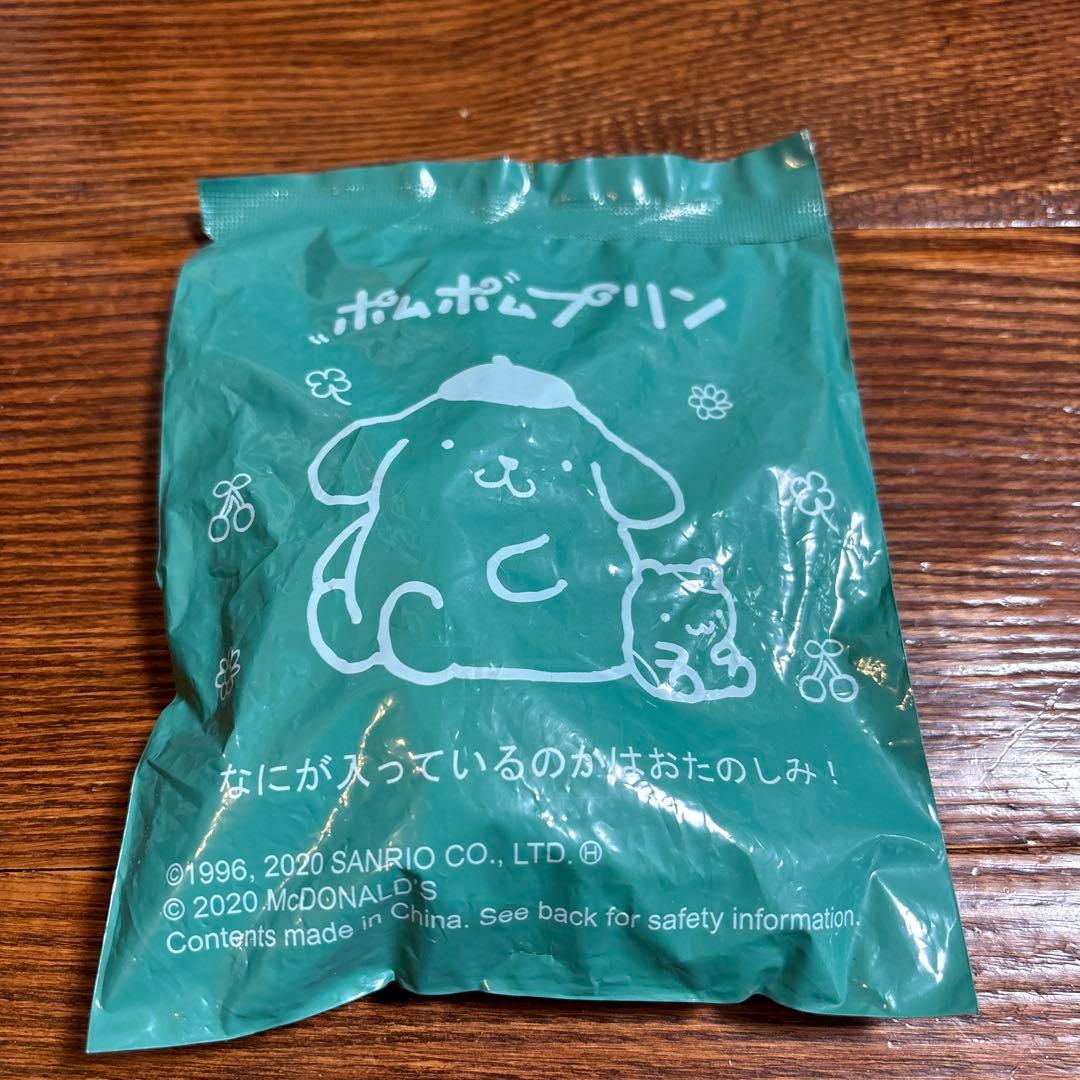 ポムポムプリン
なにが入っているのかはおたのしみ!
©1996, 2020 SANRIO CO., LTD. Ⓗ
© 2020 McDONALD'S
Contents made in China. See back for safety information.